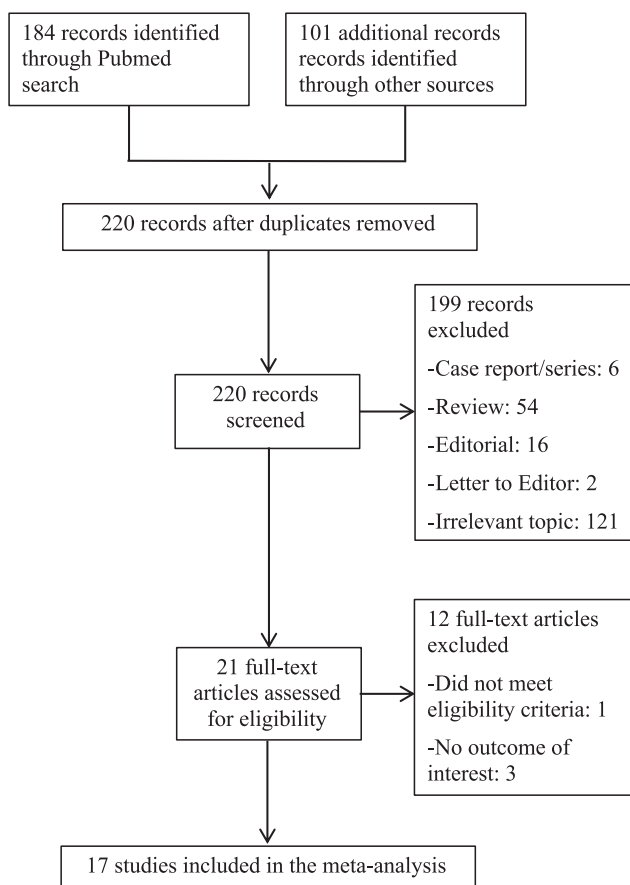 184 records identified
through Pubmed
search
101 additional records
records identified
through other sources
220 records after duplicates removed
199 records
excluded
-Case report/series: 6
-Review: 54
-Editorial: 16
-Letter to Editor: 2
-Irrelevant topic: 121
220 records
screened
12 full-text articles
excluded
-Did not meet
eligibility criteria: 1
-No outcome of
interest: 3
21 full-text
articles assessed
for eligibility
17 studies included in the meta-analysis